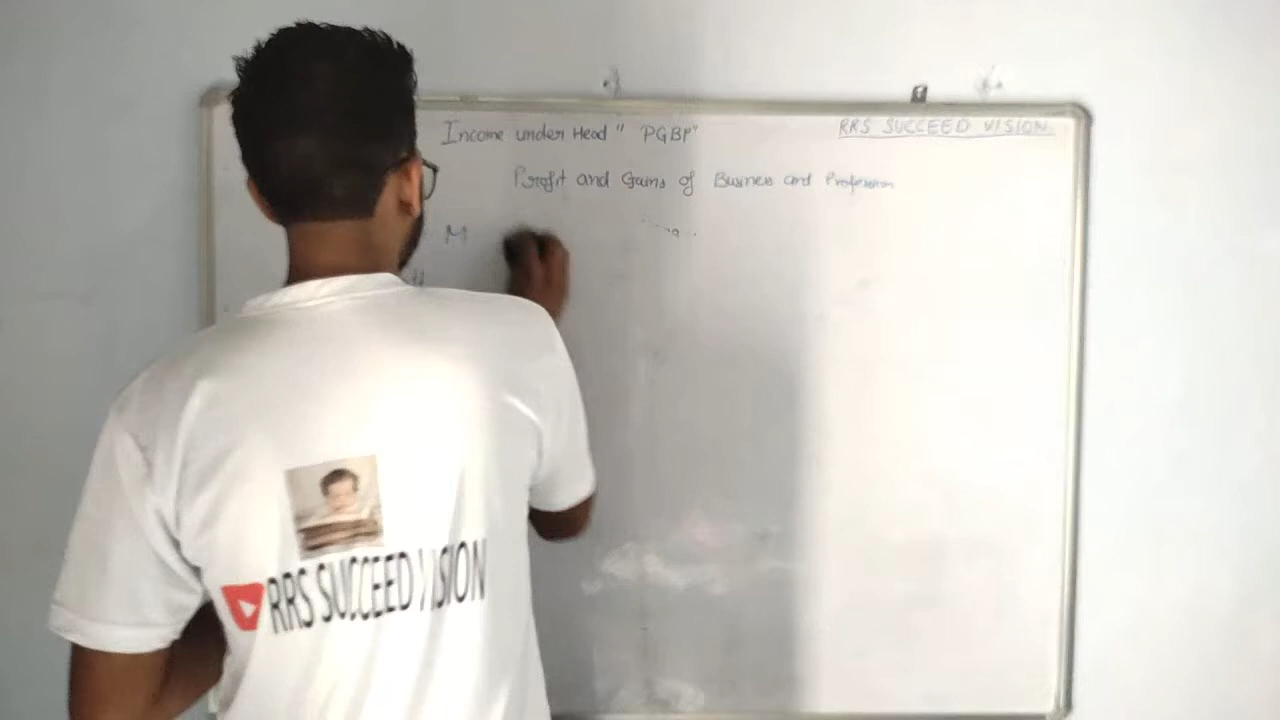 Income under Head " PGBP"
RRS SUCCEED VISION
Profit and Gains of Business and Profession
M
RRS SUCCEED VISION